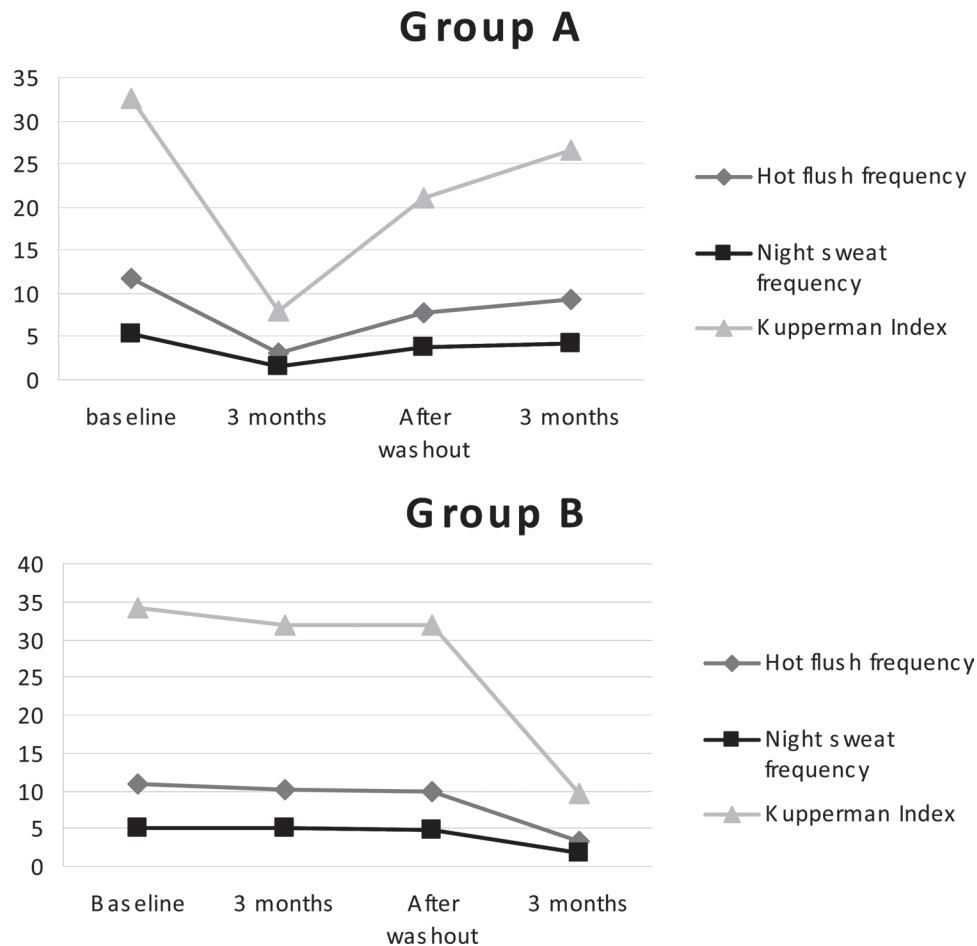 Group A
35
30
25
20
15
10
5
0
baseline
3 months
After
washout
3 months
Hot flush frequency
Night sweat
frequency
Kupperman Index
Group B
40
35
30
25
20
15
10
5
0
Baseline
3 months
After
washout
3 months
Hot flush frequency
Night sweat
frequency
Kupperman Index